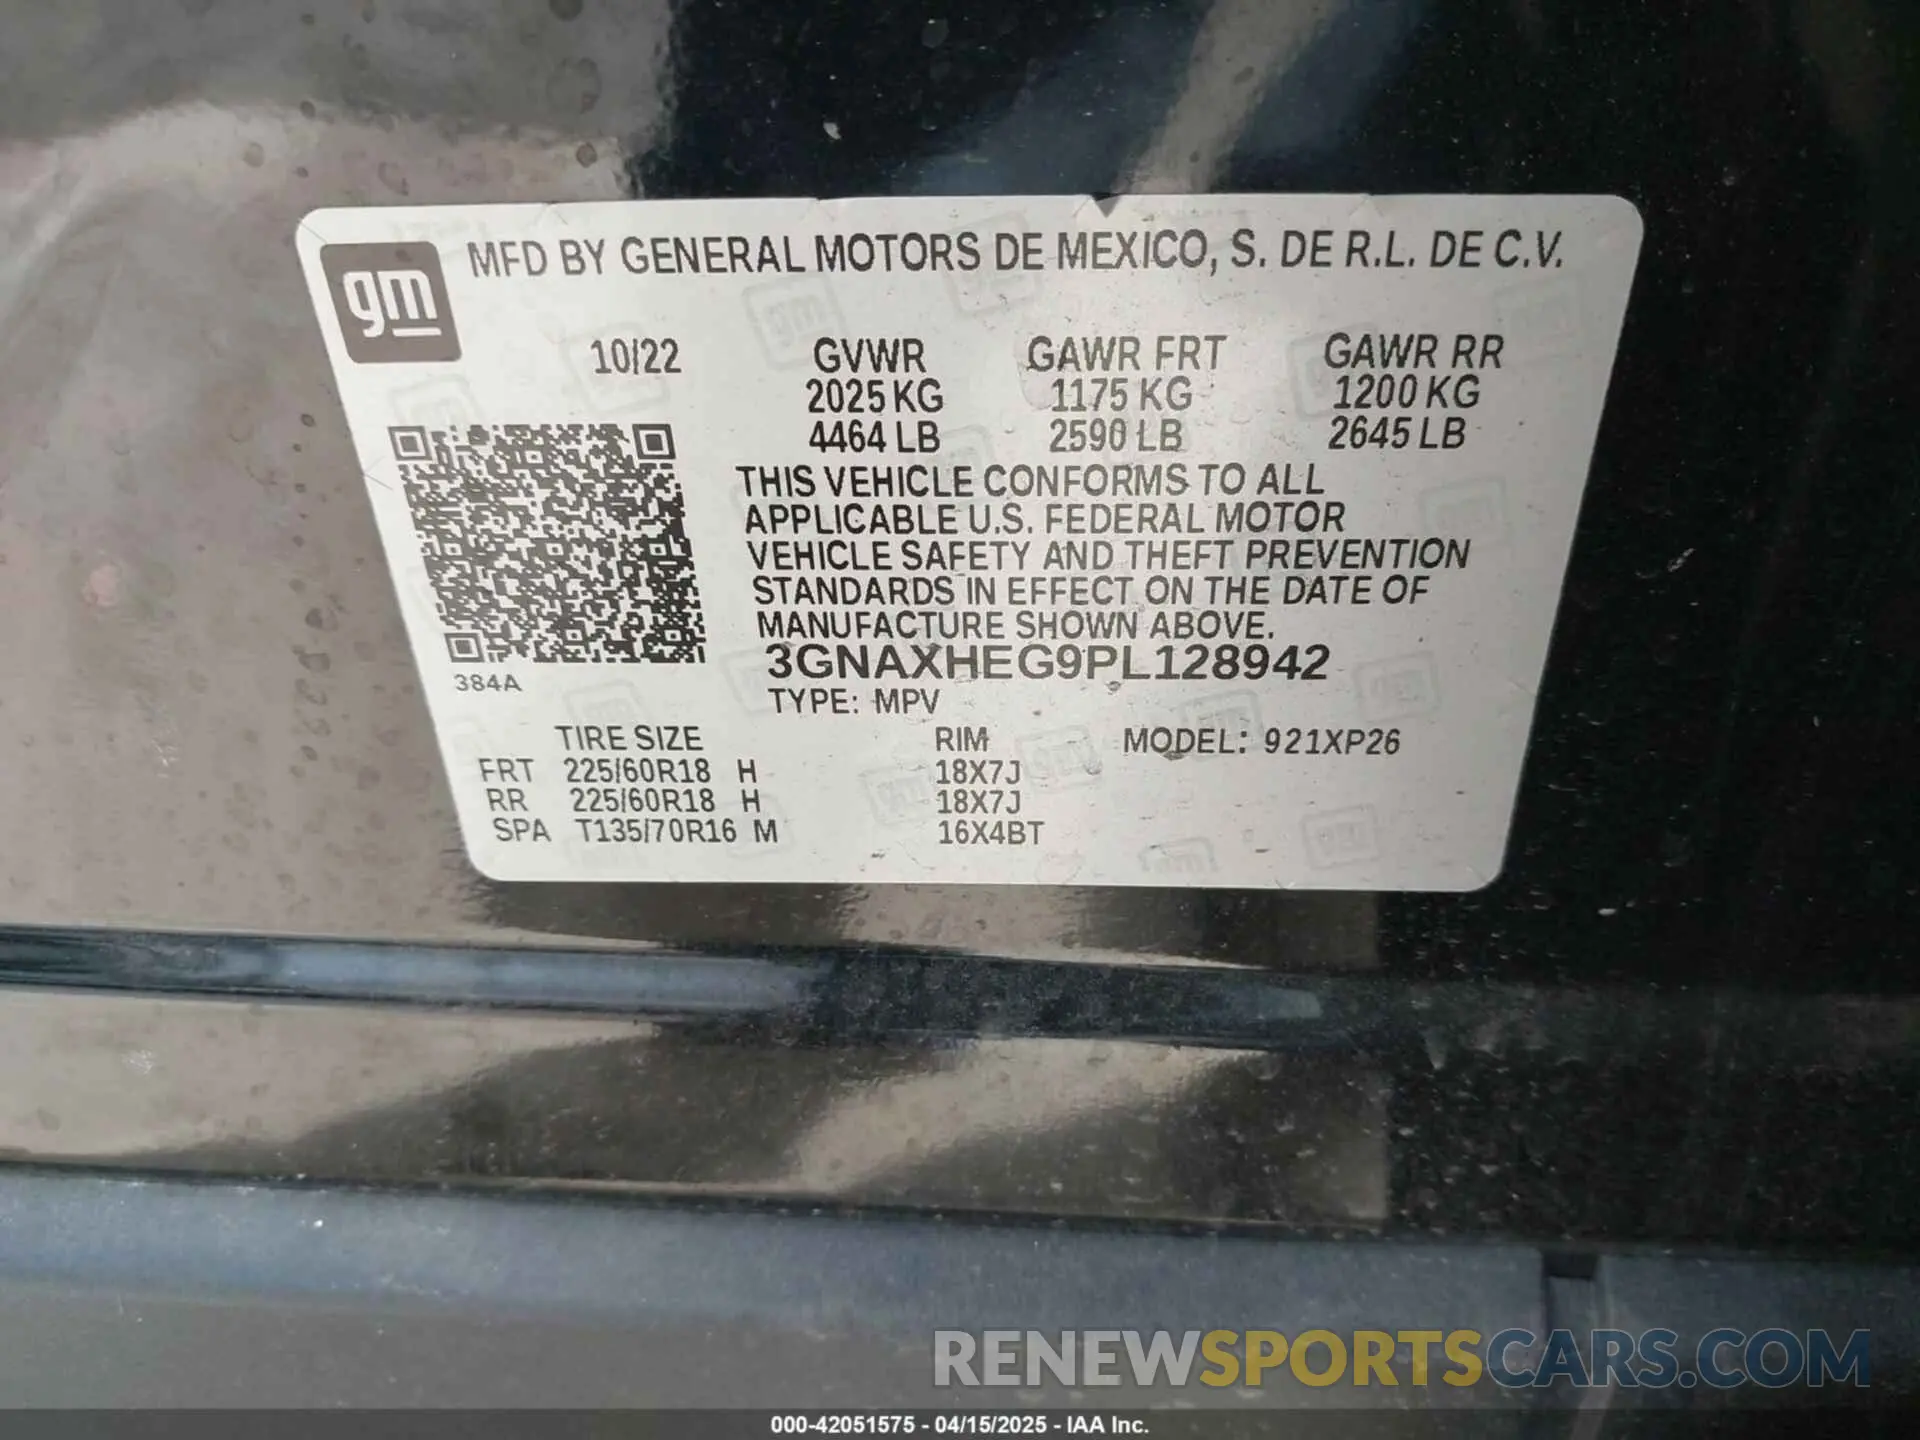 gm
MFD BY GENERAL MOTORS DE MEXICO, S. DE R.L. DE C.V.
10/22 GVWR GAWR FRT GAWR RR
2025 KG 1175 KG 1200 KG
4464 LB 2590 LB 2645 LB
THIS VEHICLE CONFORMS TO ALL
APPLICABLE U.S. FEDERAL MOTOR
VEHICLE SAFETY AND THEFT PREVENTION
STANDARDS IN EFFECT ON THE DATE OF
MANUFACTURE SHOWN ABOVE.
3GNAXHEG9PL128942
384A
TYPE: MPV
TIRE SIZE RIM MODEL: 921XP26
FRT 225/60R18 H 18X7J
RR 225/60R18 H 18X7J
SPA T135/70R16 M 16X4BT
RENEWSPORTSCARS.COM
000-42051575 - 04/15/2025 - IAA Inc.